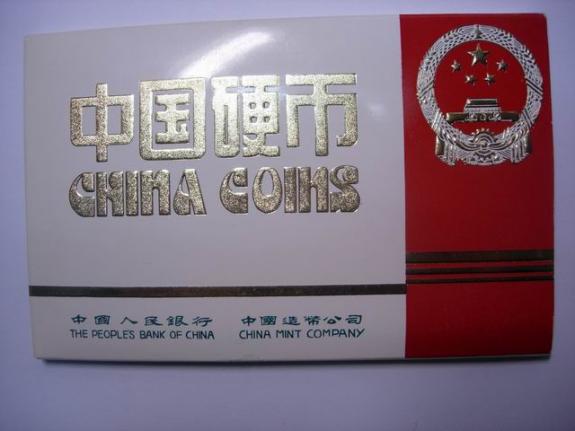 中国硬币
CHINA COINS
中國人民銀行 中國造幣公司
THE PEOPLE'S BANK OF CHINA CHINA MINT COMPANY